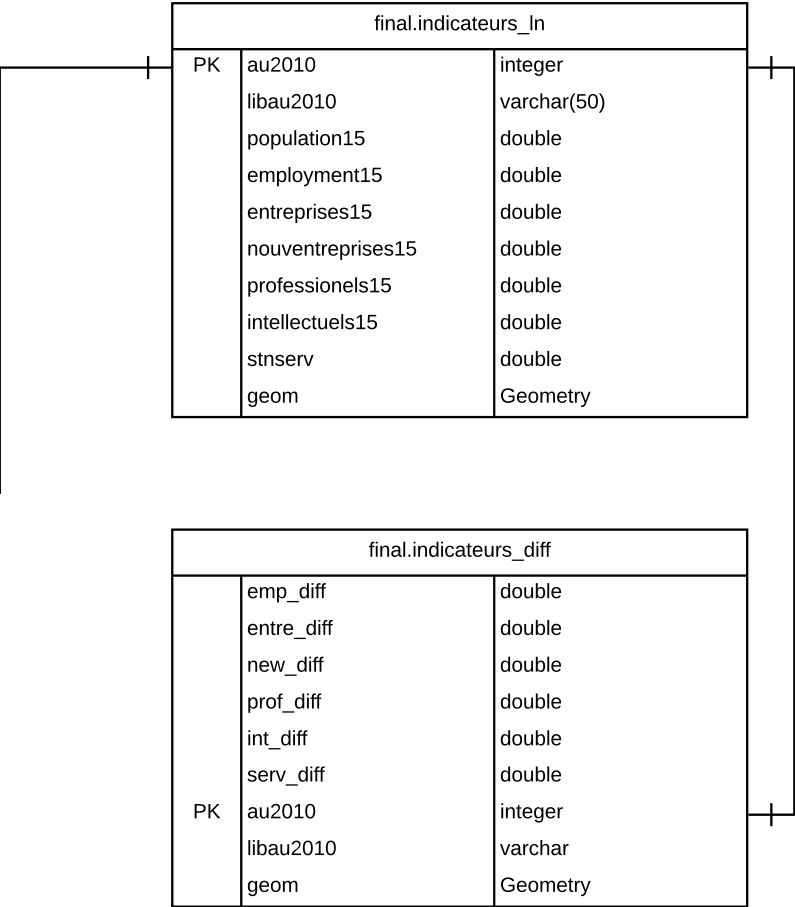 final.indicateurs_ln
PK au2010 integer
libau2010 varchar(50)
population15 double
employment15 double
entreprises15 double
nouventreprises15 double
professionels15 double
intellectuels15 double
stnserv double
geom Geometry
final.indicateurs_diff
emp_diff double
entre_diff double
new_diff double
prof_diff double
int_diff double
serv_diff double
PK au2010 integer
libau2010 varchar
geom Geometry